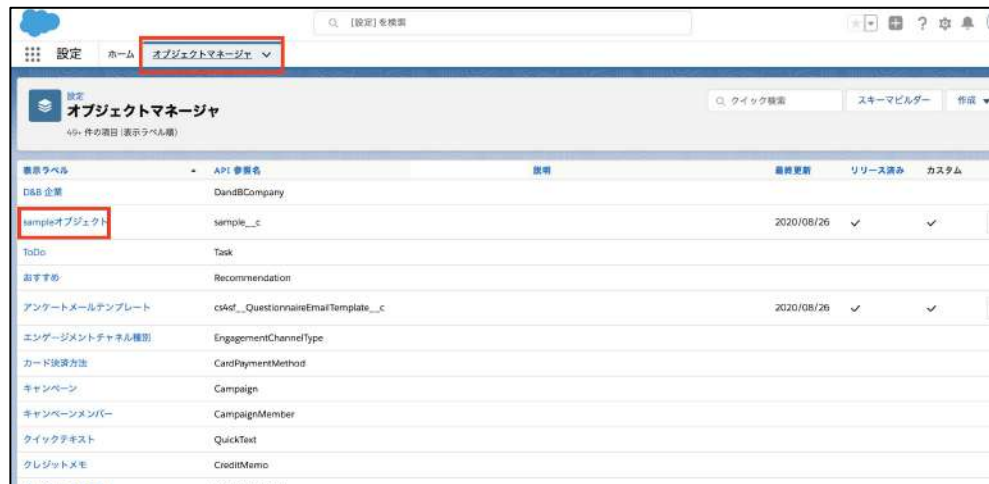 [設定] を検索
設定 ホーム オブジェクトマネージャ
設定
オブジェクトマネージャ
49+ 件の項目 (表示ラベル順)
クイック検索 スキーマビルダー 作成
表示ラベル API 参照名 説明 最終更新 リリース済み カスタム
D&B 企業 DandBCompany
sampleオブジェクト sample__c 2020/08/26
ToDo Task
おすすめ Recommendation
アンケートメールテンプレート cs4sf__QuestionnaireEmailTemplate__c 2020/08/26
エンゲージメントチャネル種別 EngagementChannelType
カード決済方法 CardPaymentMethod
キャンペーン Campaign
キャンペーンメンバー CampaignMember
クイックテキスト QuickText
クレジットメモ CreditMemo